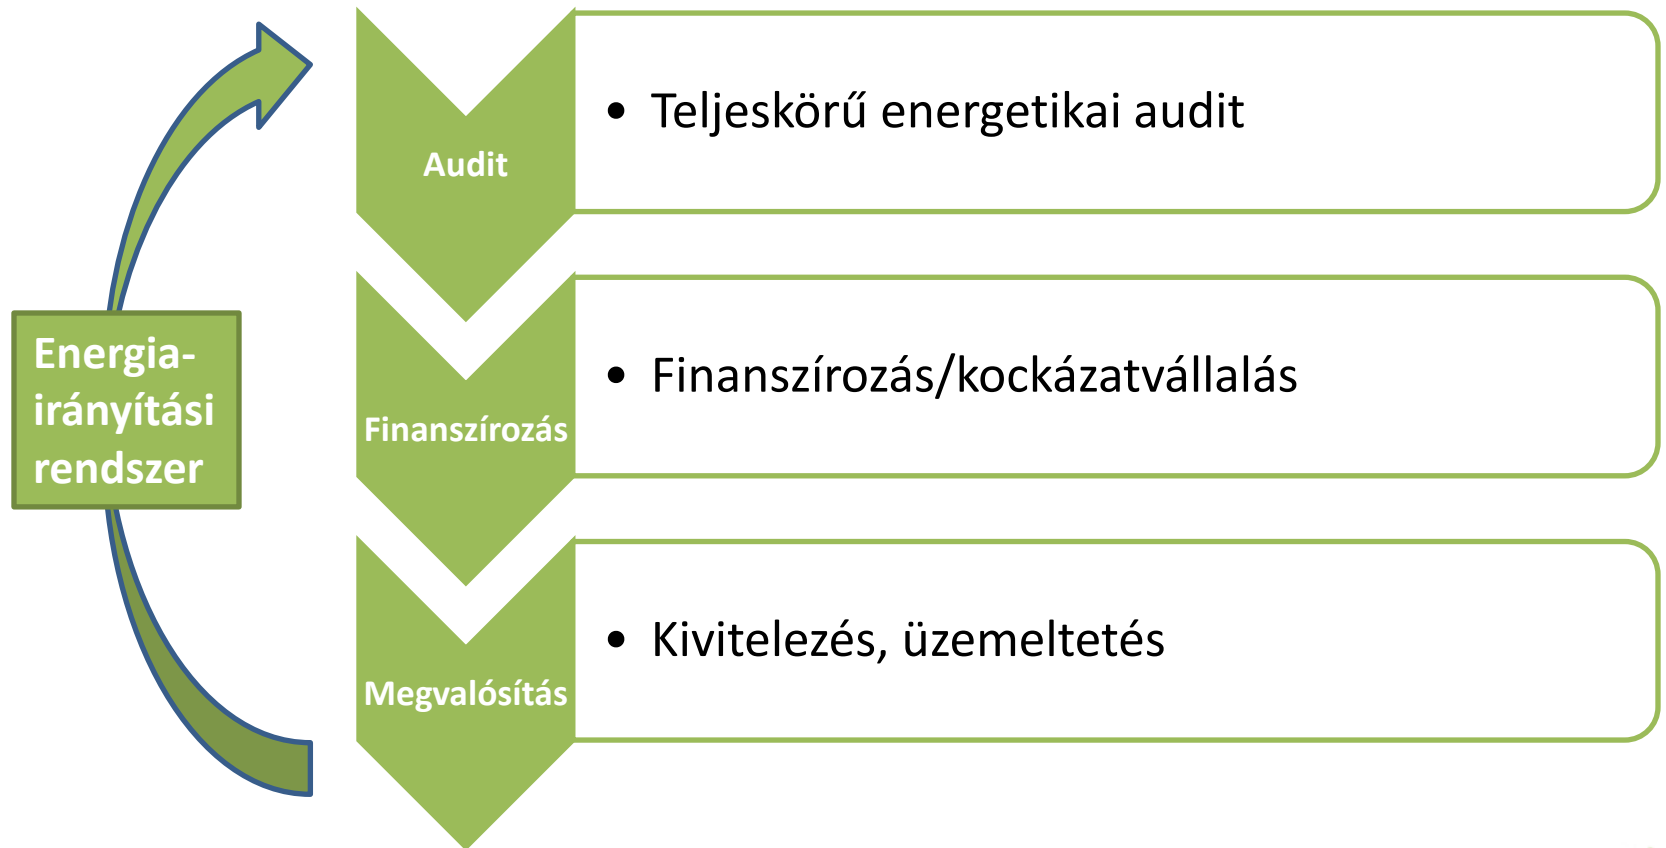 Audit
• Teljeskörű energetikai audit
Energia-
irányítási
rendszer
Finanszírozás
• Finanszírozás/kockázatvállalás
Megvalósítás
• Kivitelezés, üzemeltetés